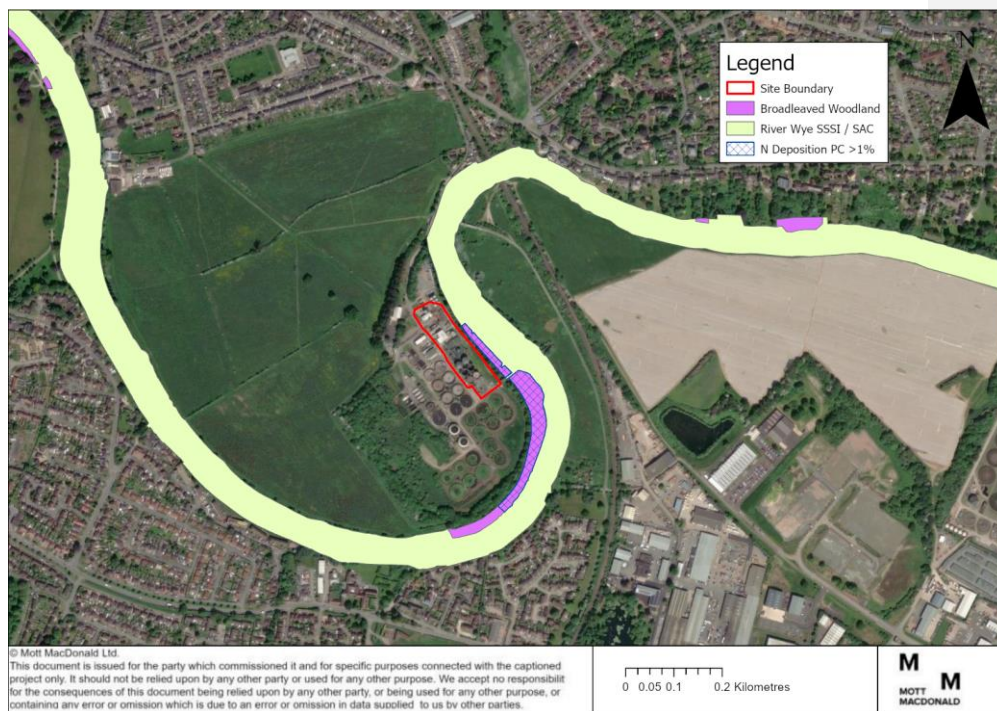 N
Legend
Site Boundary
Broadleaved Woodland
River Wye SSSI / SAC
N Deposition PC >1%
© Mott MacDonald Ltd.
This document is issued for the party which commissioned it and for specific purposes connected with the captioned
project only. It should not be relied upon by any other party or used for any other purpose. We accept no responsibilit
for the consequences of this document being relied upon by any other party, or being used for any other purpose, or
containing any error or omission which is due to an error or omission in data supplied to us by other parties.
0 0.05 0.1 0.2 Kilometres
M
M
MOTT
MACDONALD